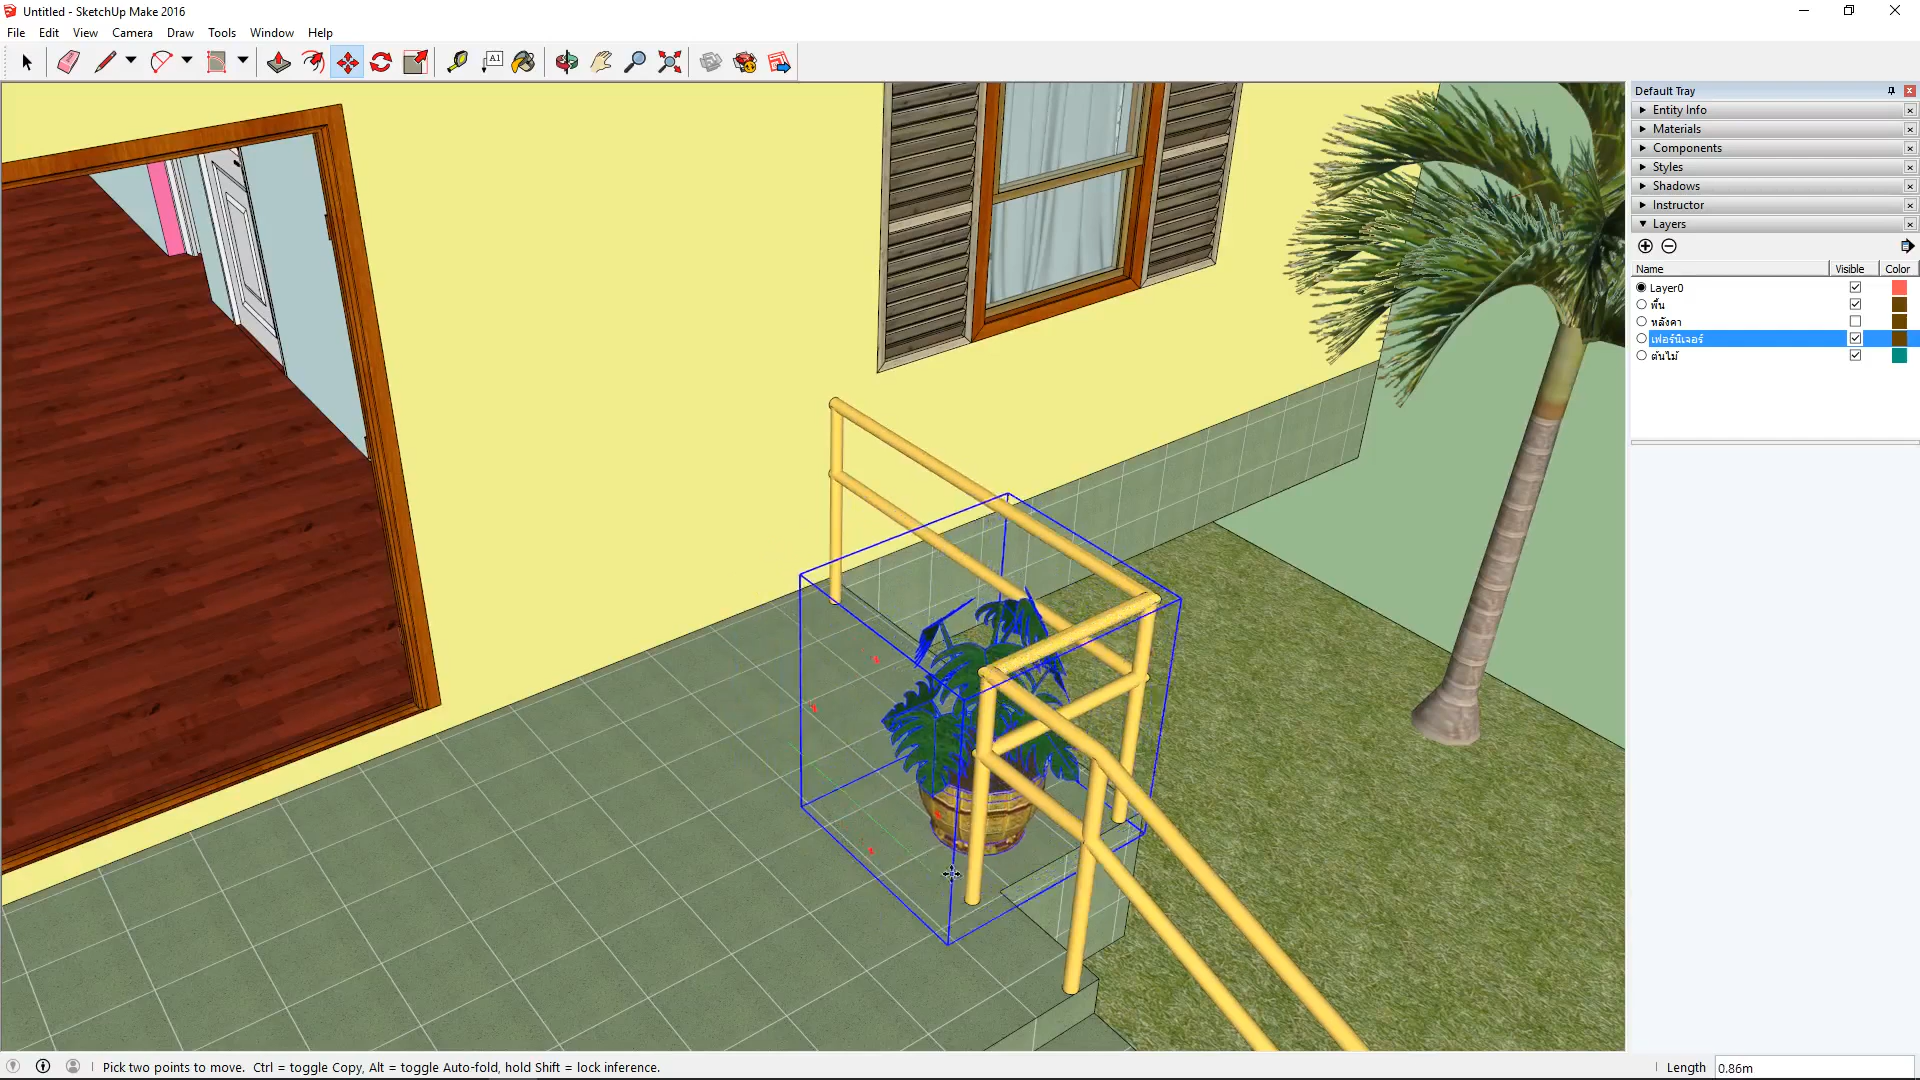 Untitled - SketchUp Make 2016
File Edit View Camera Draw Tools Window Help
A1
Default Tray
Entity Info
Materials
Components
Styles
Shadows
Instructor
Layers
Name Visible Color
Layer0
พื้น
หลังคา
เฟอร์นิเจอร์
ต้นไม้
Pick two points to move. Ctrl = toggle Copy, Alt = toggle Auto-fold, hold Shift = lock inference.
Length 0.86m